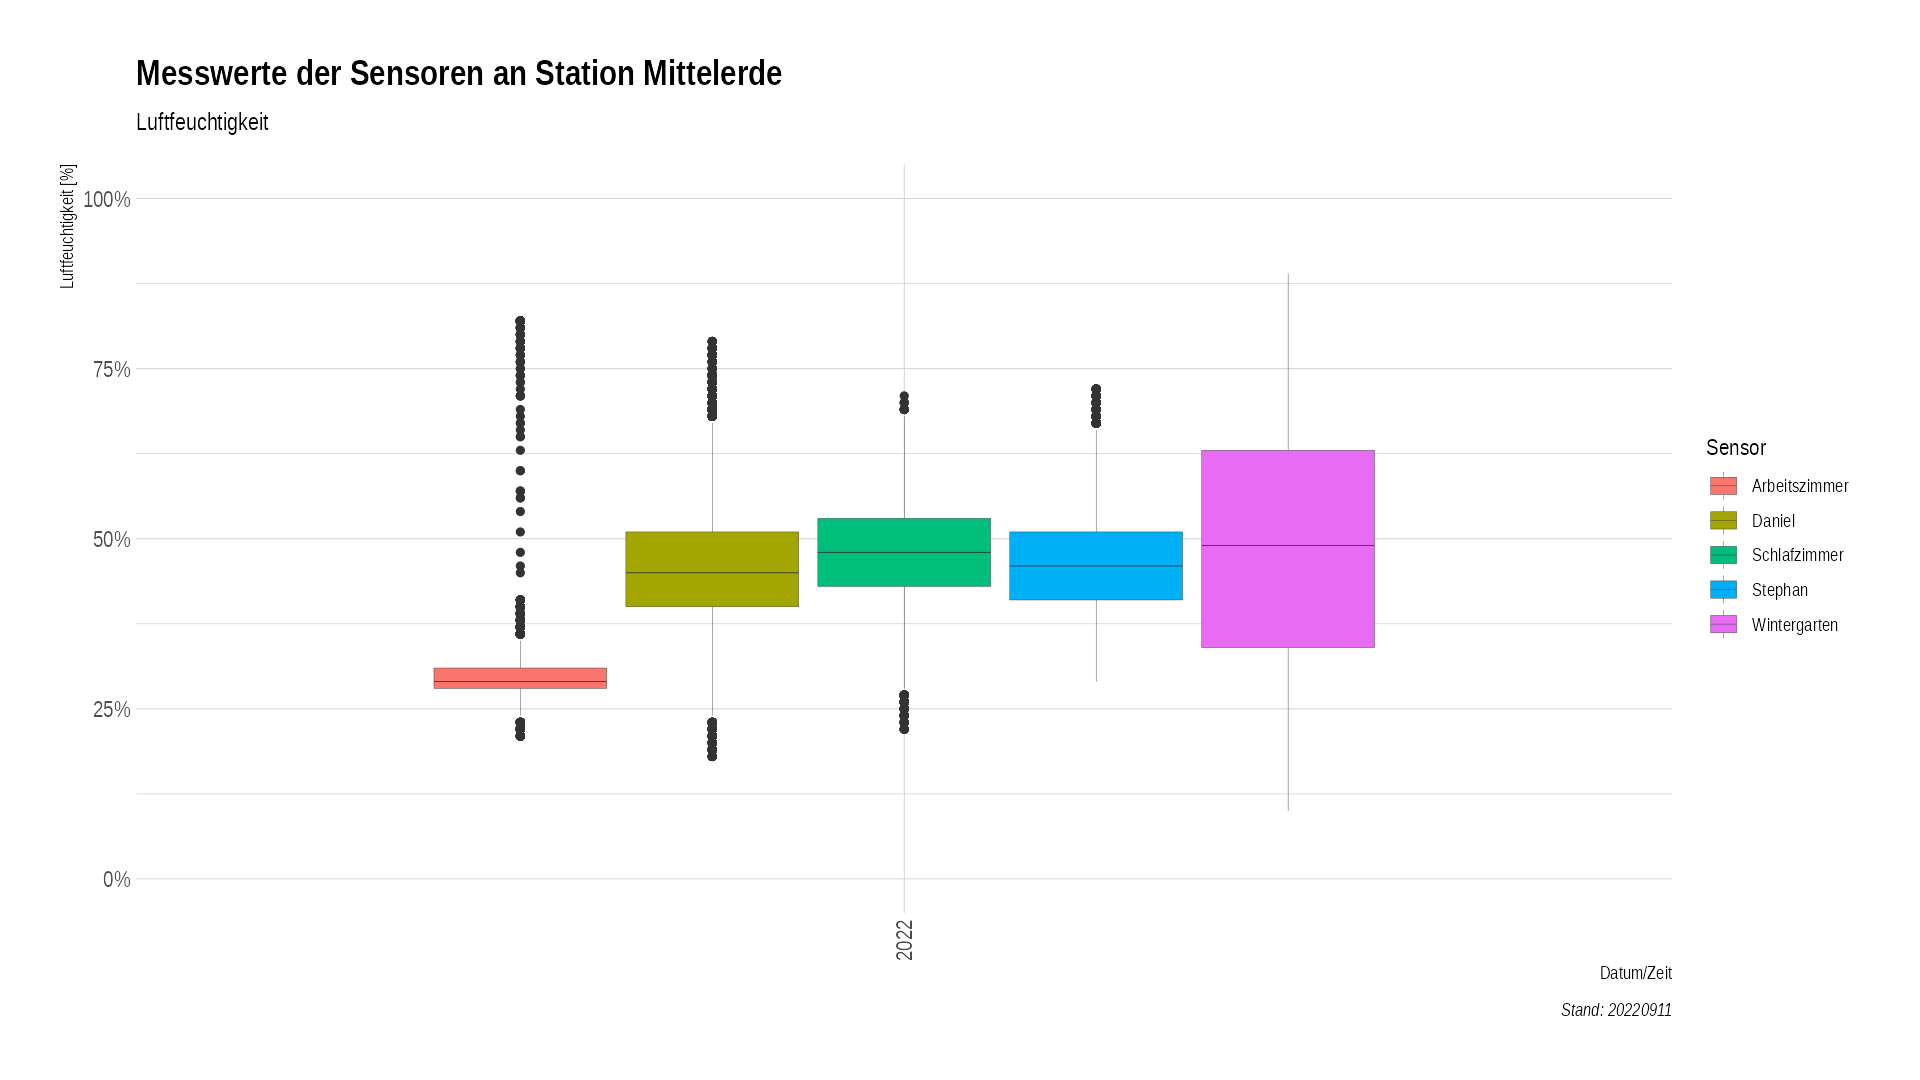 Messwerte der Sensoren an Station Mittelerde
Luftfeuchtigkeit
Luftfeuchtigkeit [%]
100%
75%
50%
25%
0%
2022
Datum/Zeit
Stand: 20220911
Sensor
Arbeitszimmer
Daniel
Schlafzimmer
Stephan
Wintergarten